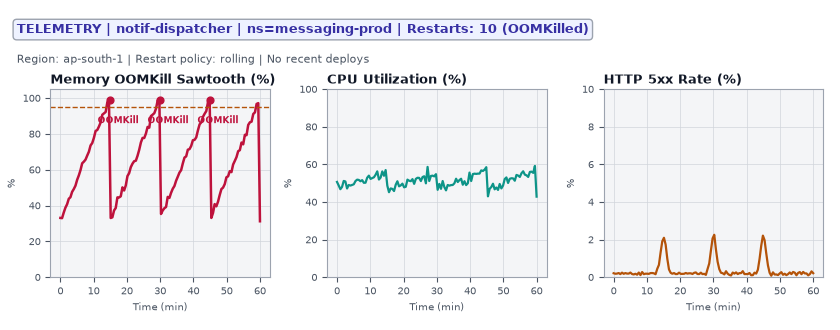 TELEMETRY | notif-dispatcher | ns=messaging-prod | Restarts: 10 (OOMKilled)
Region: ap-south-1 | Restart policy: rolling | No recent deploys
Memory OOMKill Sawtooth (%)
100
80
60
40
20
0
%
OOMKill
OOMKill
OOMKill
0 10 20 30 40 50 60
Time (min)
CPU Utilization (%)
100
80
60
40
20
0
%
0 10 20 30 40 50 60
Time (min)
HTTP 5xx Rate (%)
10
8
6
4
2
0
%
0 10 20 30 40 50 60
Time (min)